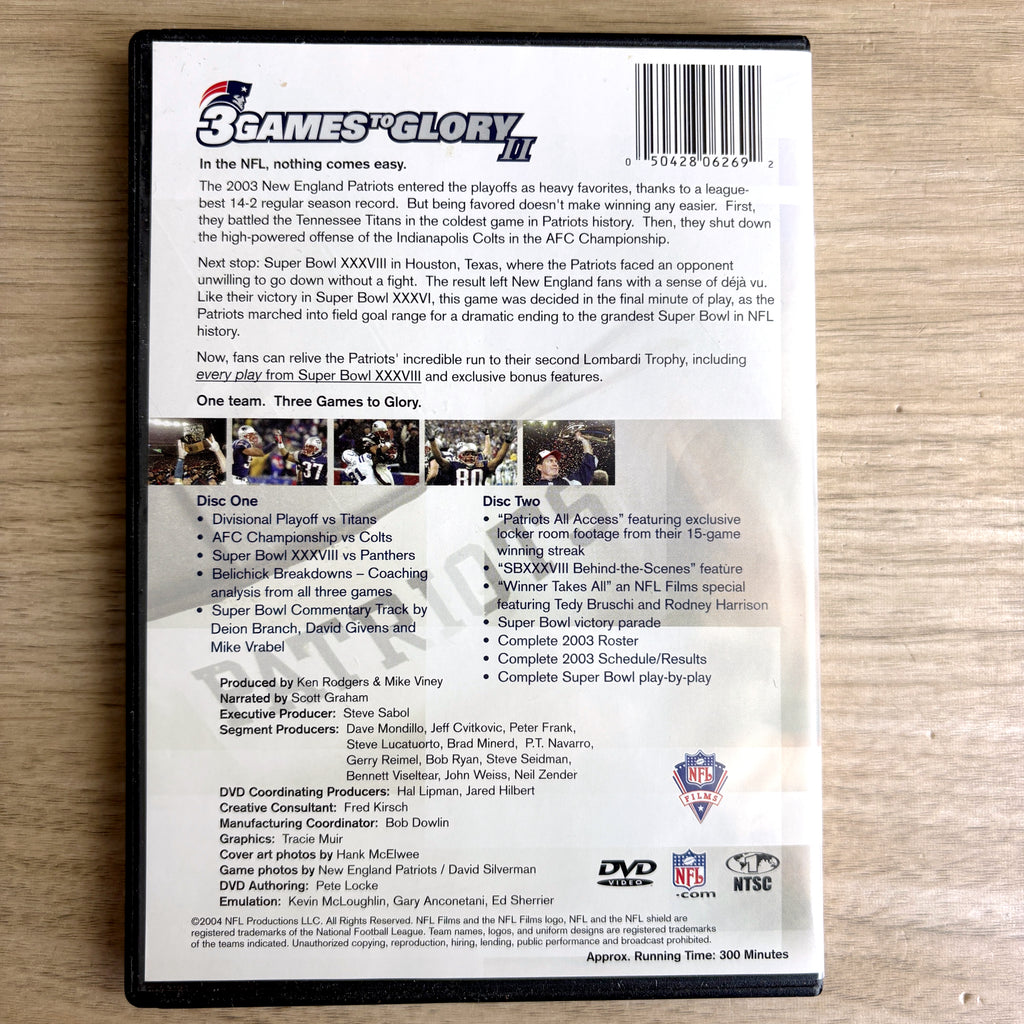 3 GAMES TO GLORY II
0 50428 06269 2
In the NFL, nothing comes easy.
The 2003 New England Patriots entered the playoffs as heavy favorites, thanks to a league-
best 14-2 regular season record. But being favored doesn't make winning any easier. First,
they battled the Tennessee Titans in the coldest game in Patriots history. Then, they shut down
the high-powered offense of the Indianapolis Colts in the AFC Championship.
Next stop: Super Bowl XXXVIII in Houston, Texas, where the Patriots faced an opponent
unwilling to go down without a fight. The result left New England fans with a sense of déjà vu.
Like their victory in Super Bowl XXXVI, this game was decided in the final minute of play, as the
Patriots marched into field goal range for a dramatic ending to the grandest Super Bowl in NFL
history.
Now, fans can relive the Patriots' incredible run to their second Lombardi Trophy, including
every play from Super Bowl XXXVIII and exclusive bonus features.
One team. Three Games to Glory.
37
31
80
PATRIOTS
Disc One
• Divisional Playoff vs Titans
• AFC Championship vs Colts
• Super Bowl XXXVIII vs Panthers
• Belichick Breakdowns – Coaching
analysis from all three games
• Super Bowl Commentary Track by
Deion Branch, David Givens and
Mike Vrabel
Disc Two
• "Patriots All Access" featuring exclusive
locker room footage from their 15-game
winning streak
• "SBXXXVIII Behind-the-Scenes" feature
• "Winner Takes All" an NFL Films special
featuring Tedy Bruschi and Rodney Harrison
• Super Bowl victory parade
• Complete 2003 Roster
• Complete 2003 Schedule/Results
• Complete Super Bowl play-by-play
Produced by Ken Rodgers & Mike Viney
Narrated by Scott Graham
Executive Producer: Steve Sabol
Segment Producers: Dave Mondillo, Jeff Cvitkovic, Peter Frank,
Steve Lucatuorto, Brad Minerd, P.T. Navarro,
Gerry Reimel, Bob Ryan, Steve Seidman,
Bennett Viseltear, John Weiss, Neil Zender
DVD Coordinating Producers: Hal Lipman, Jared Hilbert
Creative Consultant: Fred Kirsch
Manufacturing Coordinator: Bob Dowlin
Graphics: Tracie Muir
Cover art photos by Hank McElwee
Game photos by New England Patriots / David Silverman
DVD Authoring: Pete Locke
Emulation: Kevin McLoughlin, Gary Anconetani, Ed Sherrier
NFL
FILMS
DVD
VIDEO
NFL
.com
NTSC
©2004 NFL Productions LLC. All Rights Reserved. NFL Films and the NFL Films logo, NFL and the NFL shield are
registered trademarks of the National Football League. Team names, logos, and uniform designs are registered trademarks
of the teams indicated. Unauthorized copying, reproduction, hiring, lending, public performance and broadcast prohibited.
Approx. Running Time: 300 Minutes